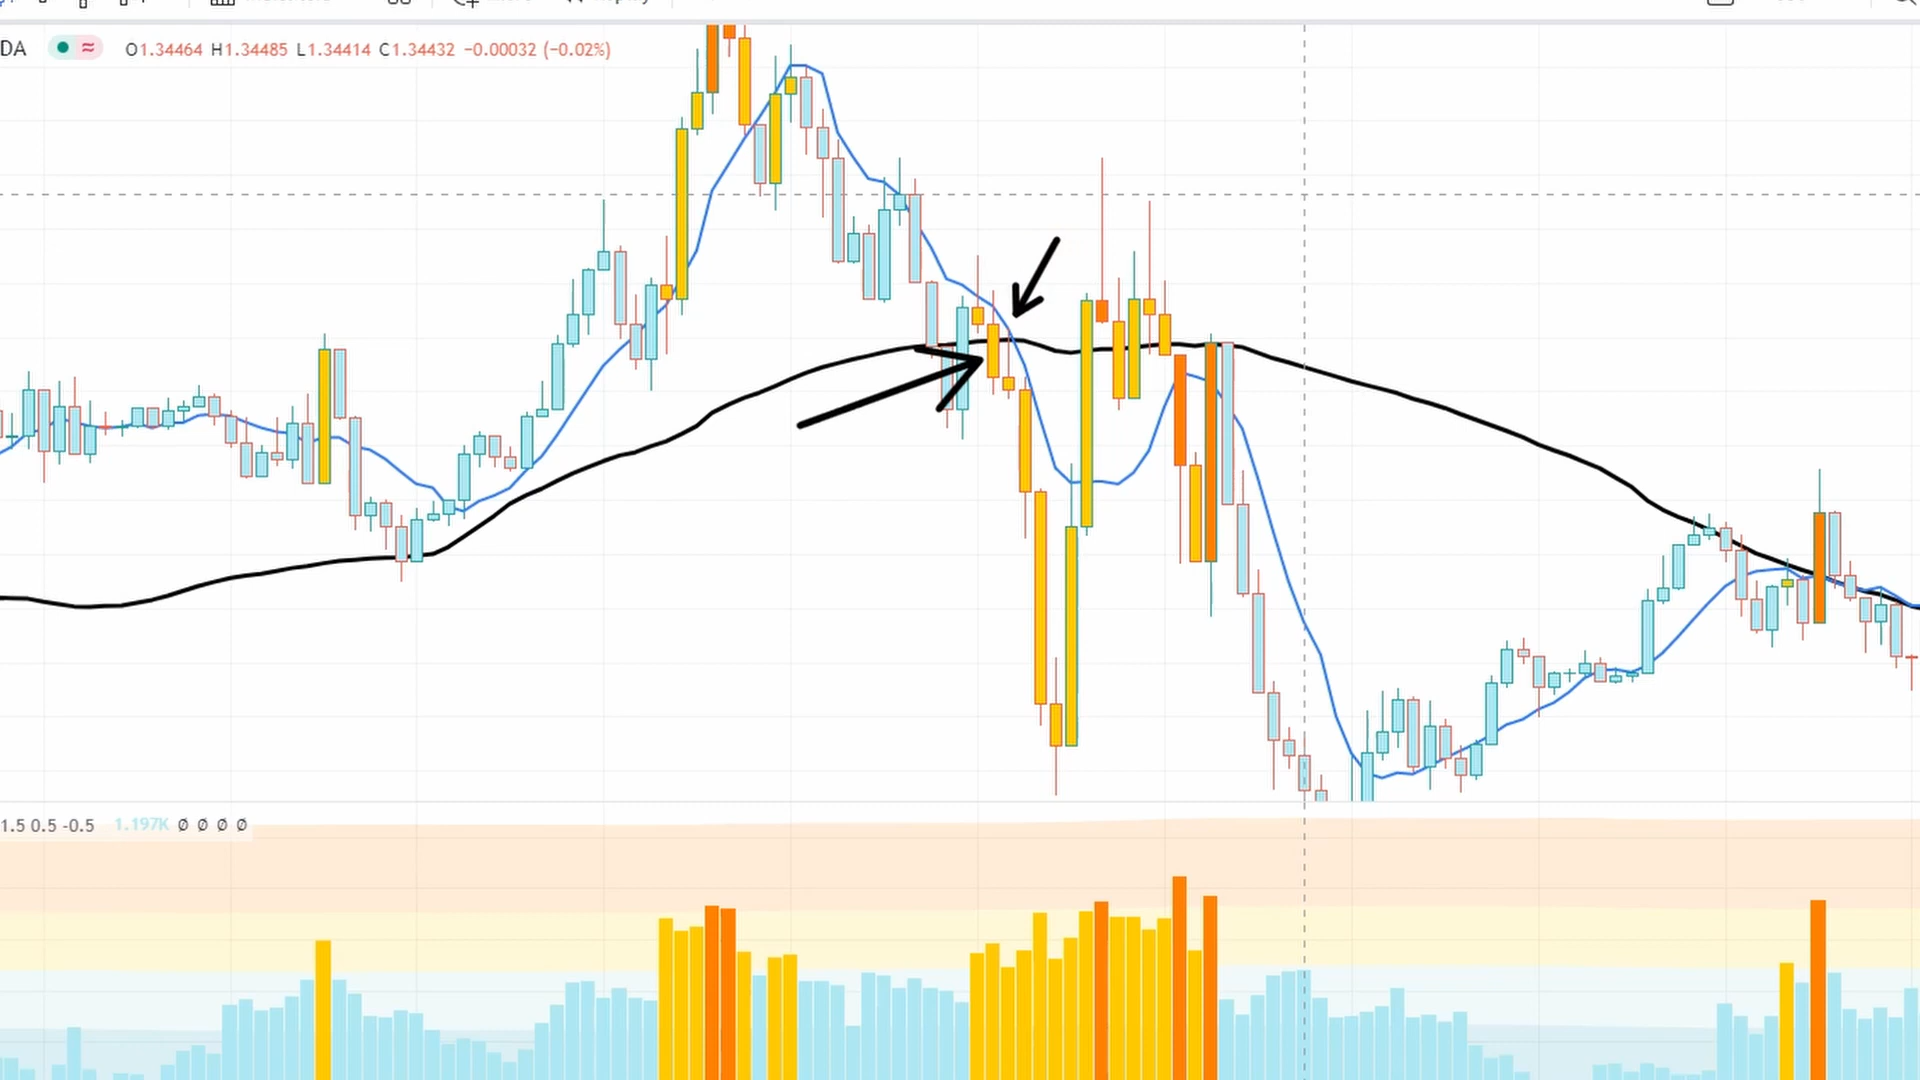 DA O1.34464 H1.34485 L1.34414 C1.34432 −0.00032 (−0.02%)
1.5 0.5 -0.5 1.197K Ø Ø Ø Ø